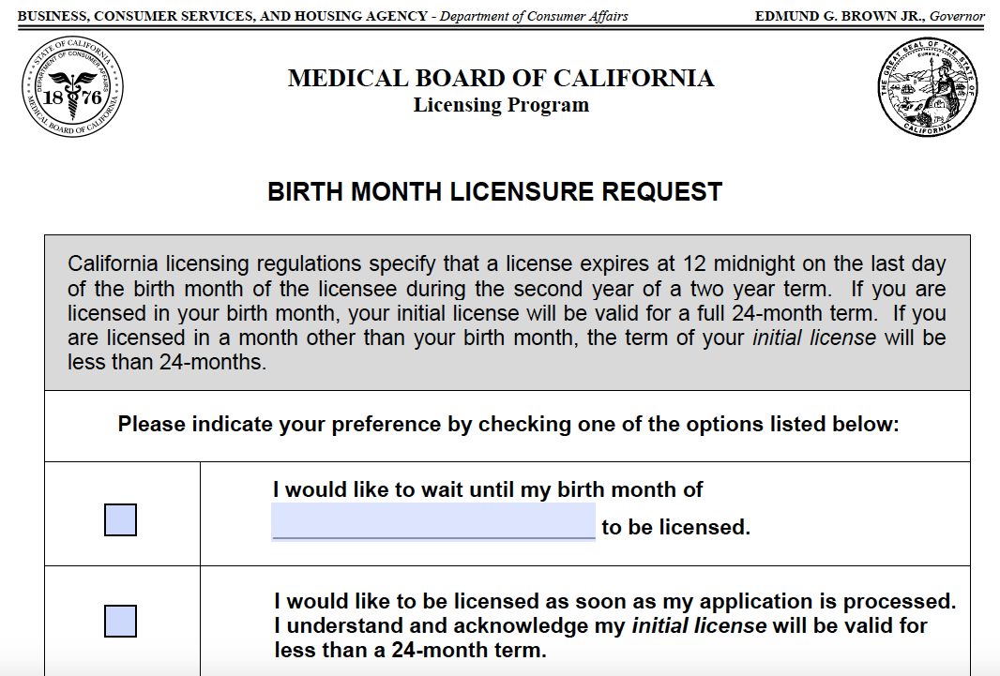 BUSINESS, CONSUMER SERVICES, AND HOUSING AGENCY - Department of Consumer Affairs EDMUND G. BROWN JR., Governor
STATE OF CALIFORNIA
DEPARTMENT OF CONSUMER AFFAIRS
18 76
MEDICAL BOARD OF CALIFORNIA
MEDICAL BOARD OF CALIFORNIA
Licensing Program
THE GREAT SEAL OF THE STATE OF
EUREKA
CALIFORNIA
BIRTH MONTH LICENSURE REQUEST
California licensing regulations specify that a license expires at 12 midnight on the last day
of the birth month of the licensee during the second year of a two year term. If you are
licensed in your birth month, your initial license will be valid for a full 24-month term. If you
are licensed in a month other than your birth month, the term of your initial license will be
less than 24-months.
Please indicate your preference by checking one of the options listed below:
I would like to wait until my birth month of
to be licensed.
I would like to be licensed as soon as my application is processed.
I understand and acknowledge my initial license will be valid for
less than a 24-month term.